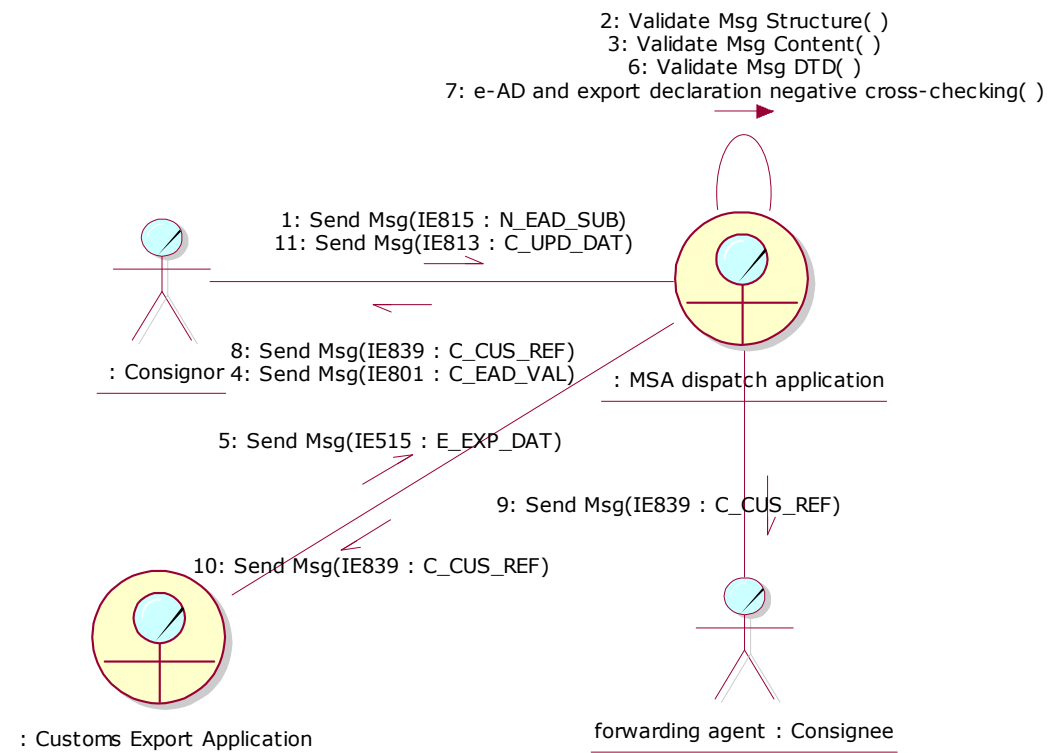 2: Validate Msg Structure( )
3: Validate Msg Content( )
6: Validate Msg DTD( )
7: e-AD and export declaration negative cross-checking( )
1: Send Msg(IE815 : N_EAD_SUB)
11: Send Msg(IE813 : C_UPD_DAT)
8: Send Msg(IE839 : C_CUS_REF)
: Consignor
4: Send Msg(IE801 : C_EAD_VAL)
: MSA dispatch application
5: Send Msg(IE515 : E_EXP_DAT)
9: Send Msg(IE839 : C_CUS_REF)
10: Send Msg(IE839 : C_CUS_REF)
: Customs Export Application
forwarding agent : Consignee